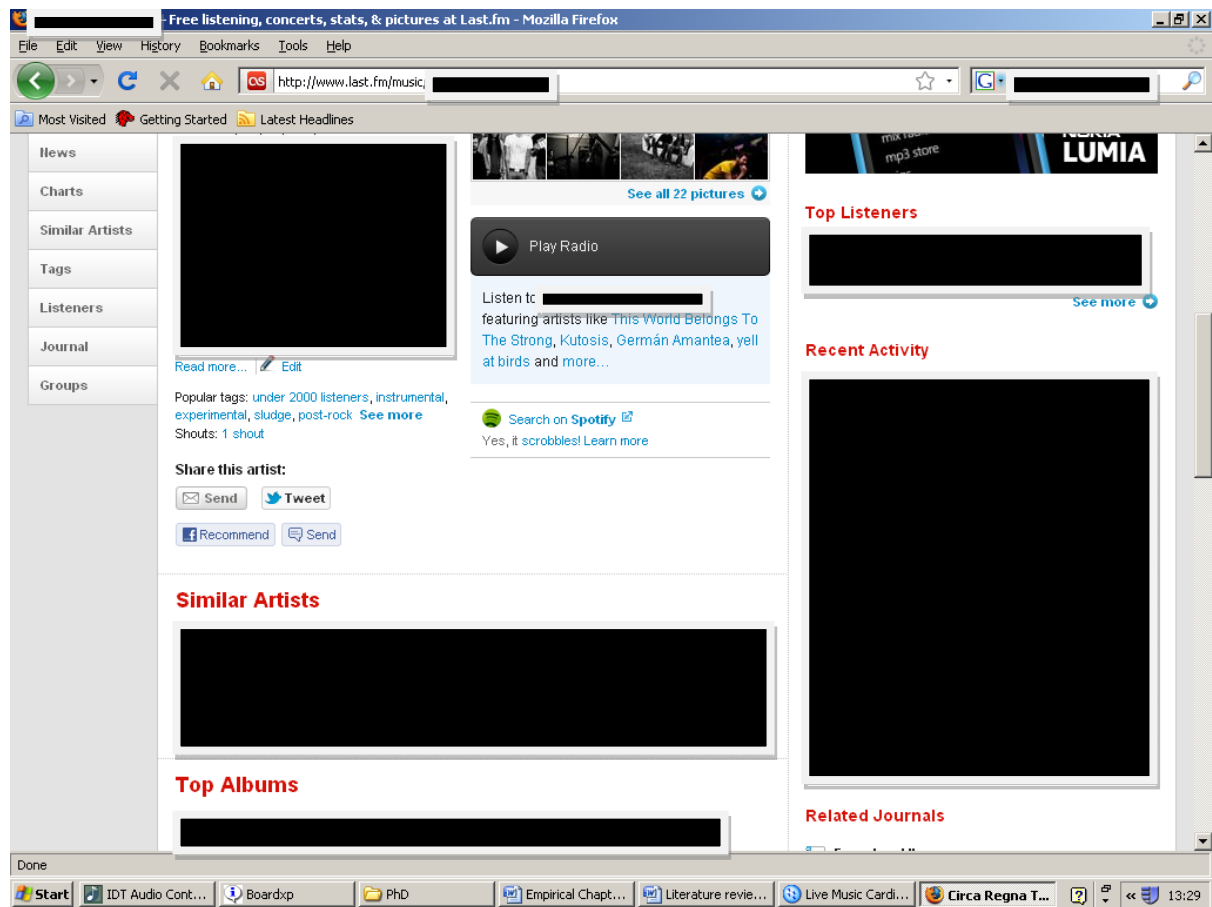 - Free listening, concerts, stats, & pictures at Last.fm - Mozilla Firefox
File Edit View History Bookmarks Tools Help
http://www.last.fm/music/
Most Visited Getting Started Latest Headlines
News
Charts
Similar Artists
Tags
Listeners
Journal
Groups
Read more... Edit
Popular tags: under 2000 listeners, instrumental,
experimental, sludge, post-rock See more
Shouts: 1 shout
Share this artist:
Send Tweet
Recommend Send
See all 22 pictures
Play Radio
Listen to
featuring artists like This World Belongs To
The Strong, Kutosis, Germán Amantea, yell
at birds and more...
Search on Spotify
Yes, it scrobbles! Learn more
Similar Artists
Top Albums
mix radio
mp3 store
NOKIA
LUMIA
Top Listeners
See more
Recent Activity
Related Journals
Done
Start IDT Audio Cont... Boardxp PhD Empirical Chapt... Literature revie... Live Music Cardi... Circa Regna T... 13:29